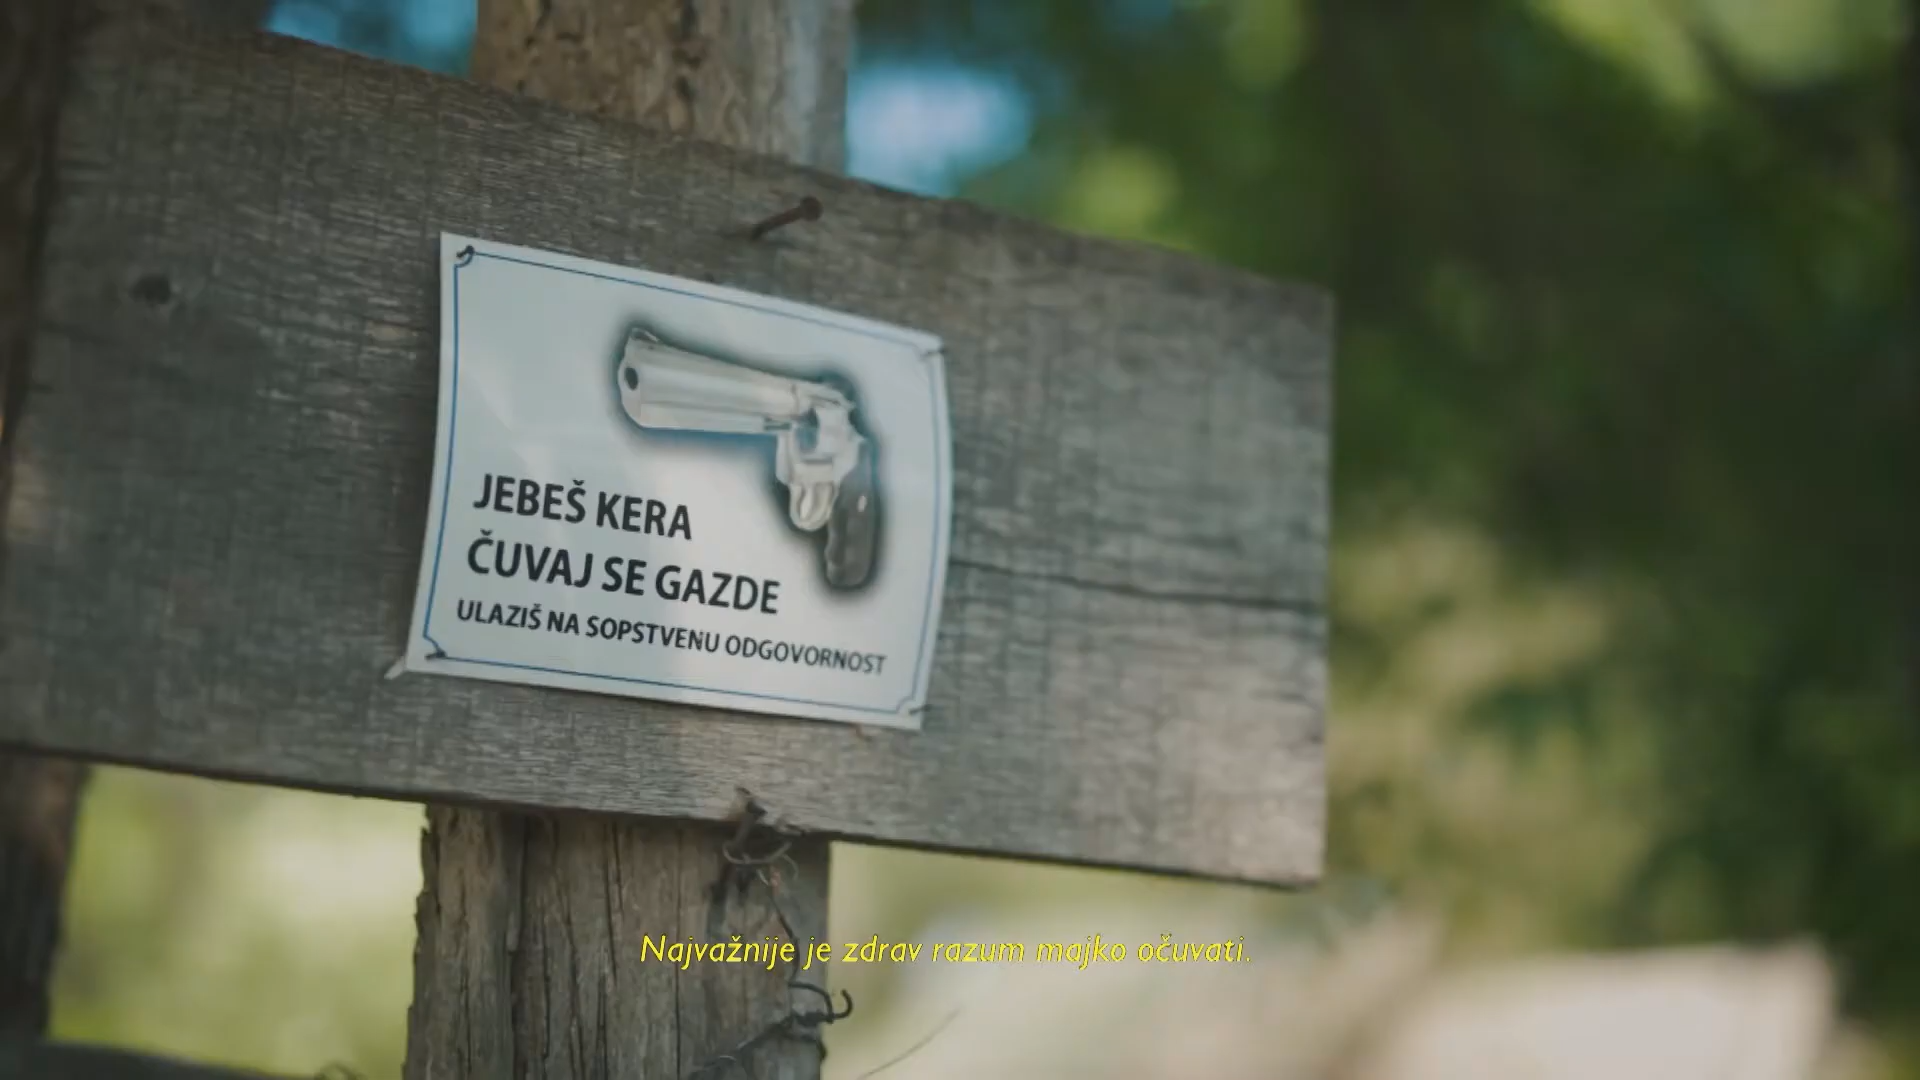 JEBEŠ KERA
ČUVAJ SE GAZDE
ULAZIŠ NA SOPSTVENU ODGOVORNOST
Najvažnije je zdrav razum majko očuvati.